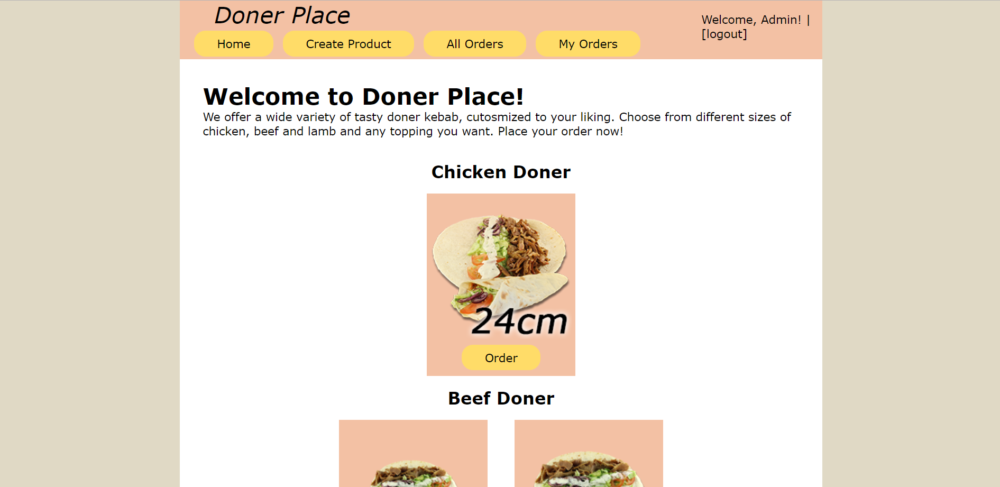 Doner Place
Welcome, Admin! |
[logout]
Home
Create Product
All Orders
My Orders
Welcome to Doner Place!
We offer a wide variety of tasty doner kebab, cutosmized to your liking. Choose from different sizes of
chicken, beef and lamb and any topping you want. Place your order now!
Chicken Doner
24cm
Order
Beef Doner